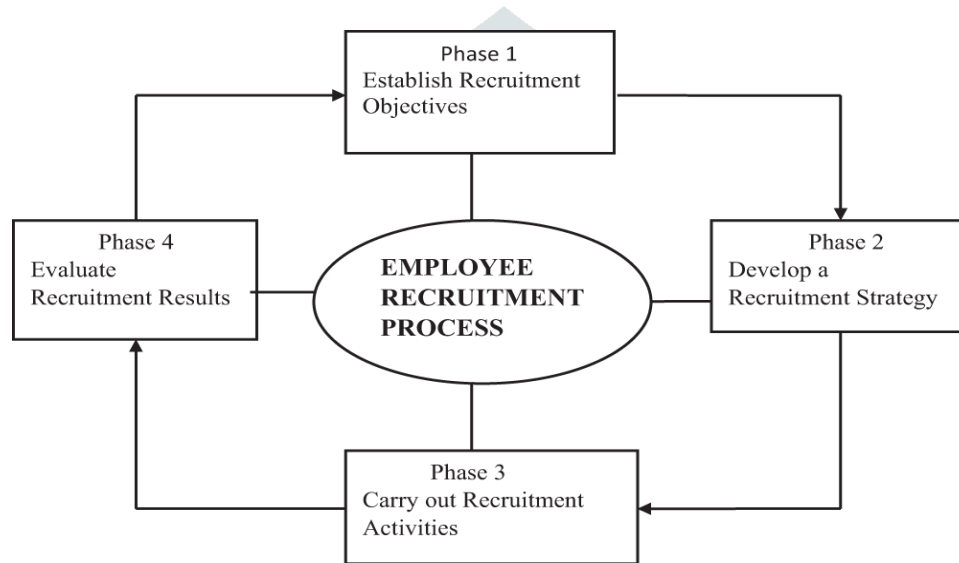 Phase 1
Establish Recruitment
Objectives
Phase 4
Evaluate
Recruitment Results
EMPLOYEE
RECRUITMENT
PROCESS
Phase 2
Develop a
Recruitment Strategy
Phase 3
Carry out Recruitment
Activities